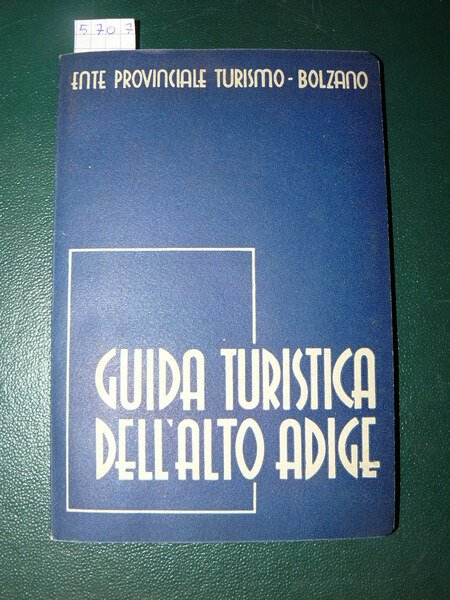 5707
ENTE PROVINCIALE TURISMO - BOLZANO
GUIDA TURISTICA
DELL'ALTO ADIGE